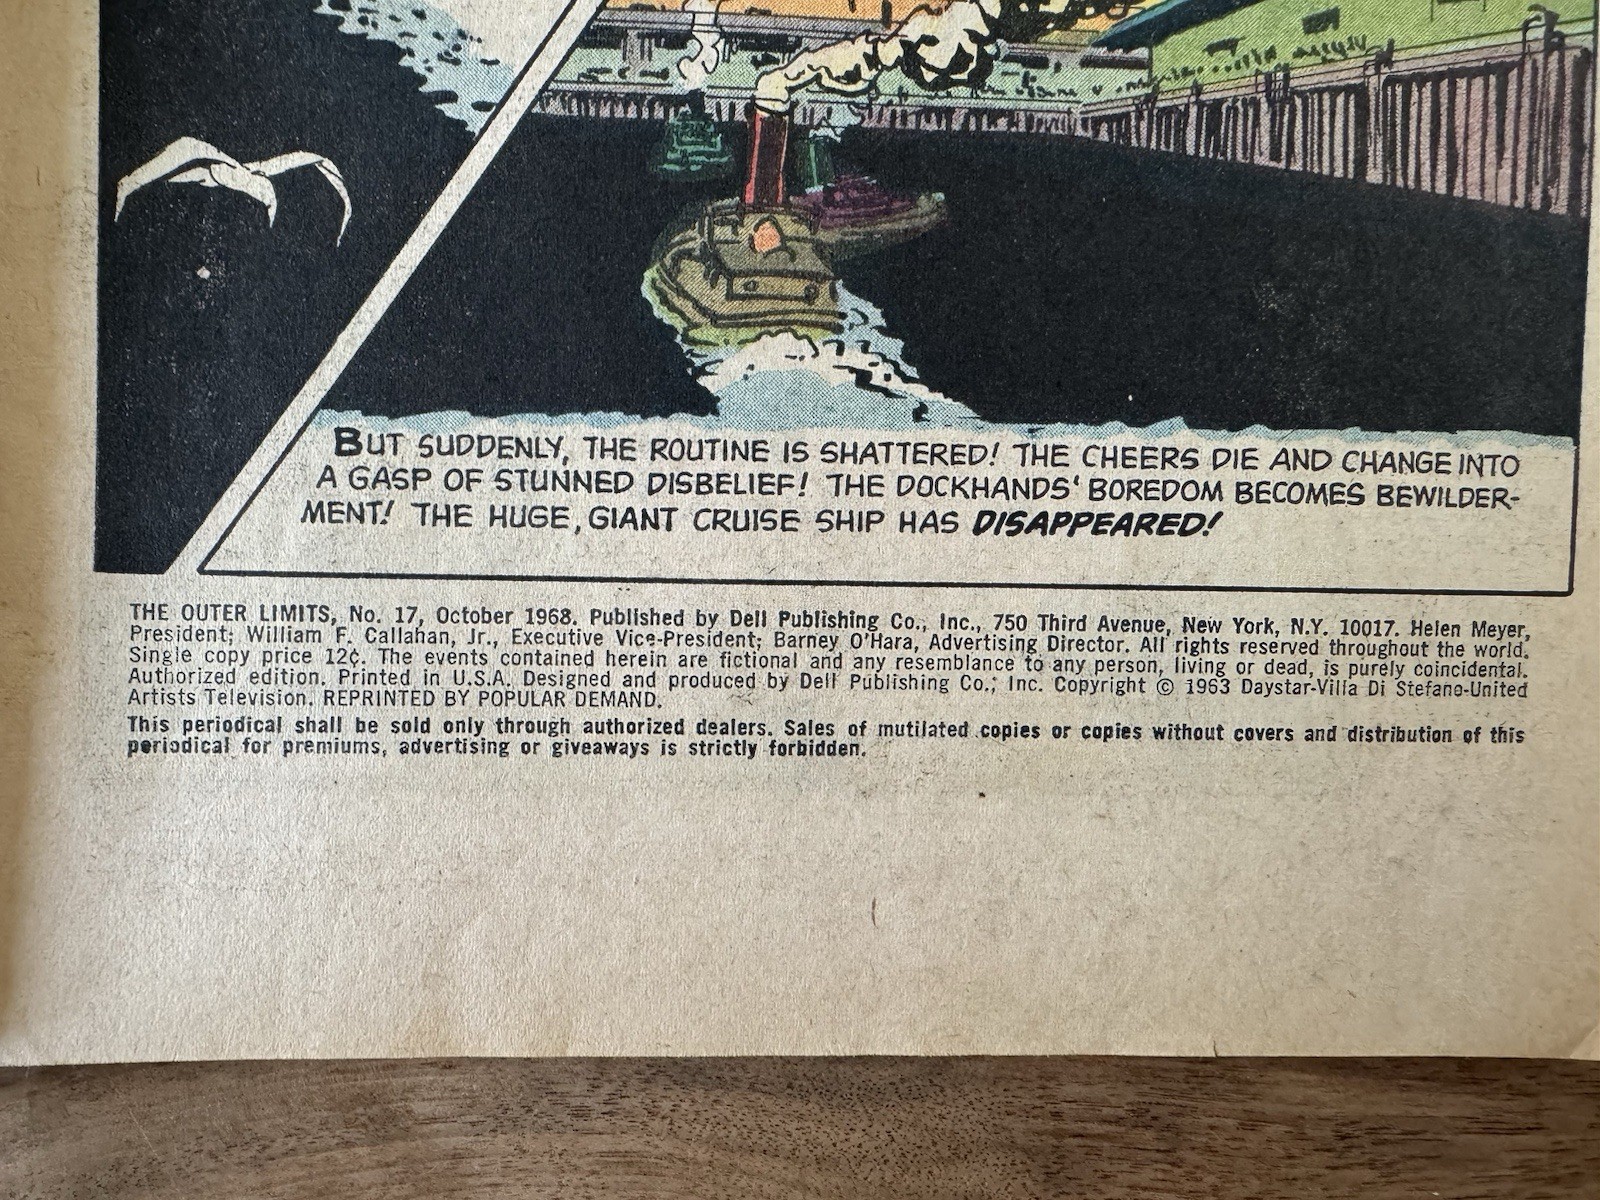 BUT SUDDENLY, THE ROUTINE IS SHATTERED! THE CHEERS DIE AND CHANGE INTO
A GASP OF STUNNED DISBELIEF! THE DOCKHANDS' BOREDOM BECOMES BEWILDER-
MENT! THE HUGE, GIANT CRUISE SHIP HAS DISAPPEARED!
THE OUTER LIMITS, No. 17, October 1968. Published by Dell Publishing Co., Inc., 750 Third Avenue, New York, N.Y. 10017. Helen Meyer,
President; William F. Callahan, Jr., Executive Vice-President; Barney O'Hara, Advertising Director. All rights reserved throughout the world.
Single copy price 12¢. The events contained herein are fictional and any resemblance to any person, living or dead, is purely coincidental.
Authorized edition. Printed in U.S.A. Designed and produced by Dell Publishing Co., Inc. Copyright © 1963 Daystar-Villa Di Stefano-United
Artists Television. REPRINTED BY POPULAR DEMAND.
This periodical shall be sold only through authorized dealers. Sales of mutilated copies or copies without covers and distribution of this
periodical for premiums, advertising or giveaways is strictly forbidden.